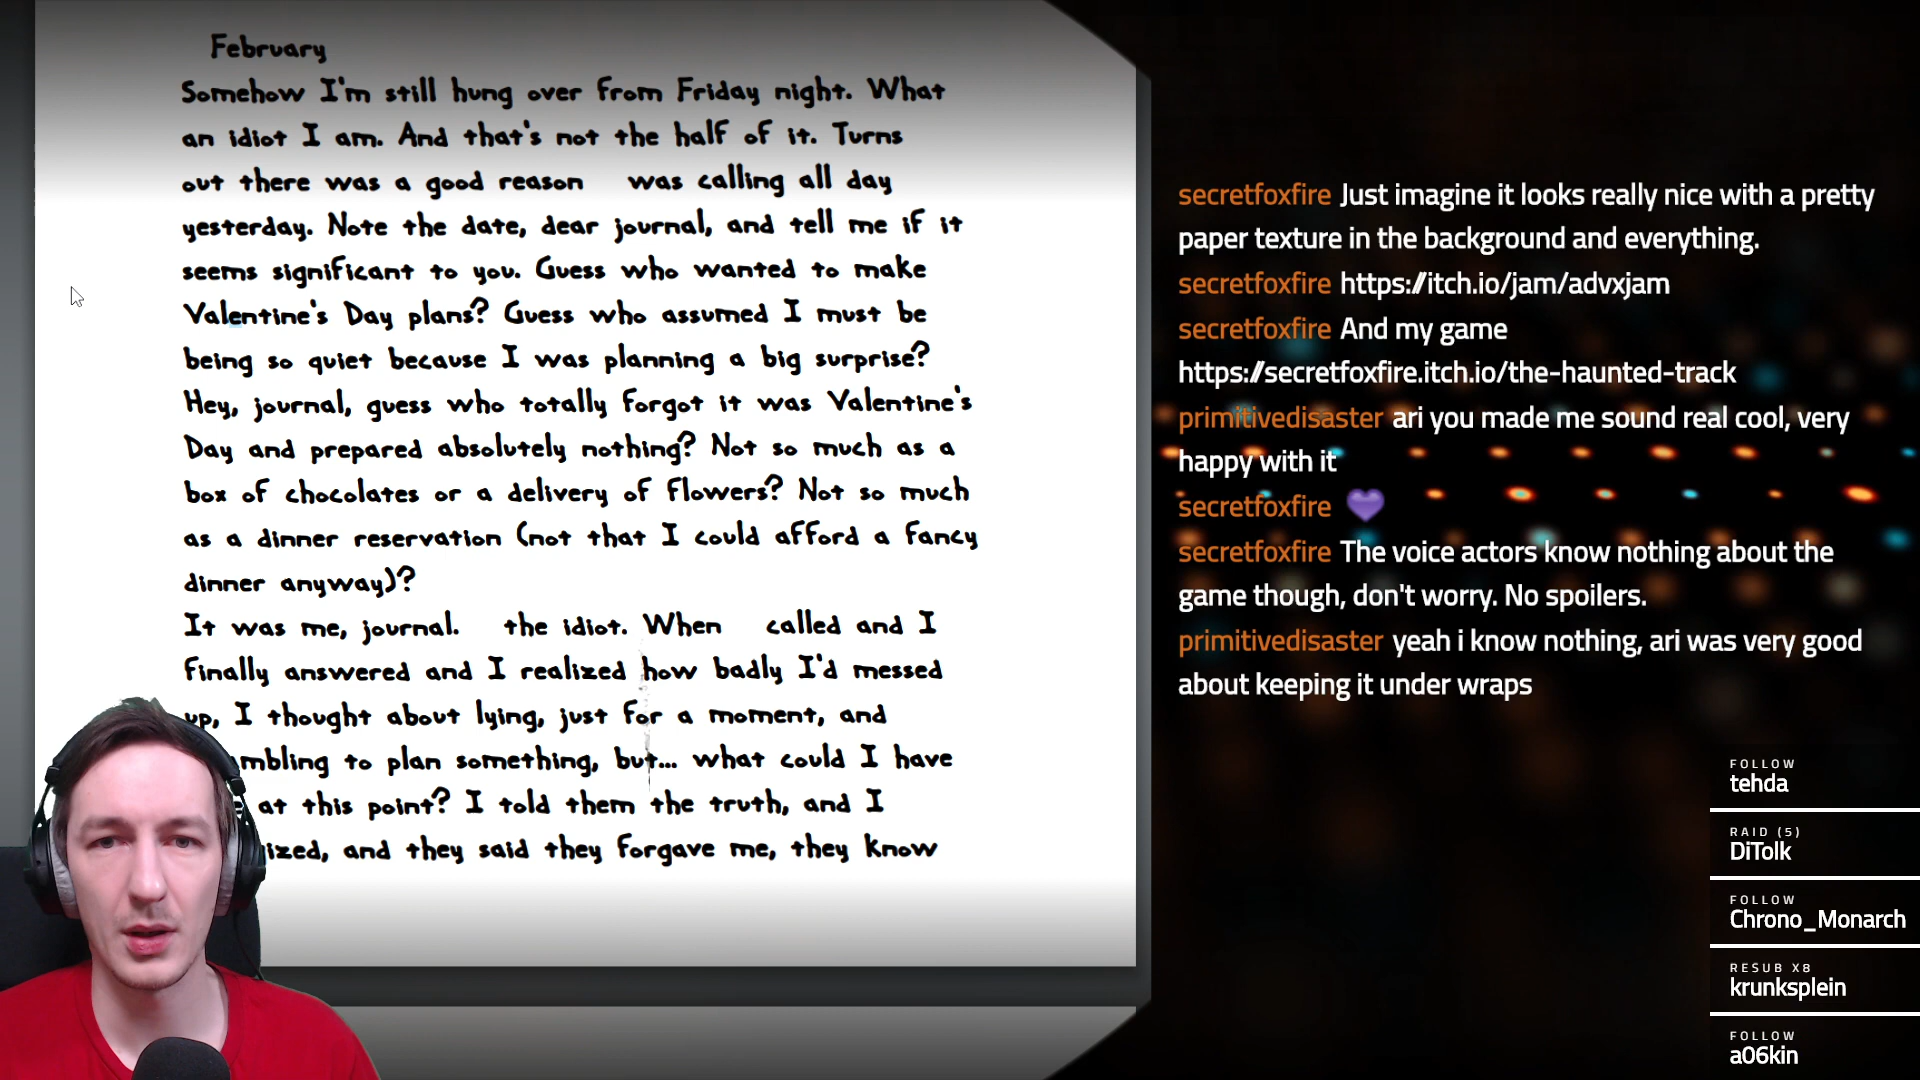 February
Somehow I'm still hung over from Friday night. What
an idiot I am. And that's not the half of it. Turns
out there was a good reason was calling all day
yesterday. Note the date, dear journal, and tell me if it
seems significant to you. Guess who wanted to make
Valentine's Day plans? Guess who assumed I must be
being so quiet because I was planning a big surprise?
Hey, journal, guess who totally forgot it was Valentine's
Day and prepared absolutely nothing? Not so much as a
box of chocolates or a delivery of flowers? Not so much
as a dinner reservation (not that I could afford a fancy
dinner anyway)?
It was me, journal. the idiot. When called and I
finally answered and I realized how badly I'd messed
up, I thought about lying, just for a moment, and
mbling to plan something, but... what could I have
at this point? I told them the truth, and I
ized, and they said they forgave me, they know
secretfoxfire Just imagine it looks really nice with a pretty
paper texture in the background and everything.
secretfoxfire https://itch.io/jam/advxjam
secretfoxfire And my game
https://secretfoxfire.itch.io/the-haunted-track
primitivedisaster ari you made me sound real cool, very
happy with it
secretfoxfire 💜
secretfoxfire The voice actors know nothing about the
game though, don't worry. No spoilers.
primitivedisaster yeah i know nothing, ari was very good
about keeping it under wraps
FOLLOW
tehda
RAID (5)
DiTolk
FOLLOW
Chrono_Monarch
RESUB X8
krunksplein
FOLLOW
a06kin